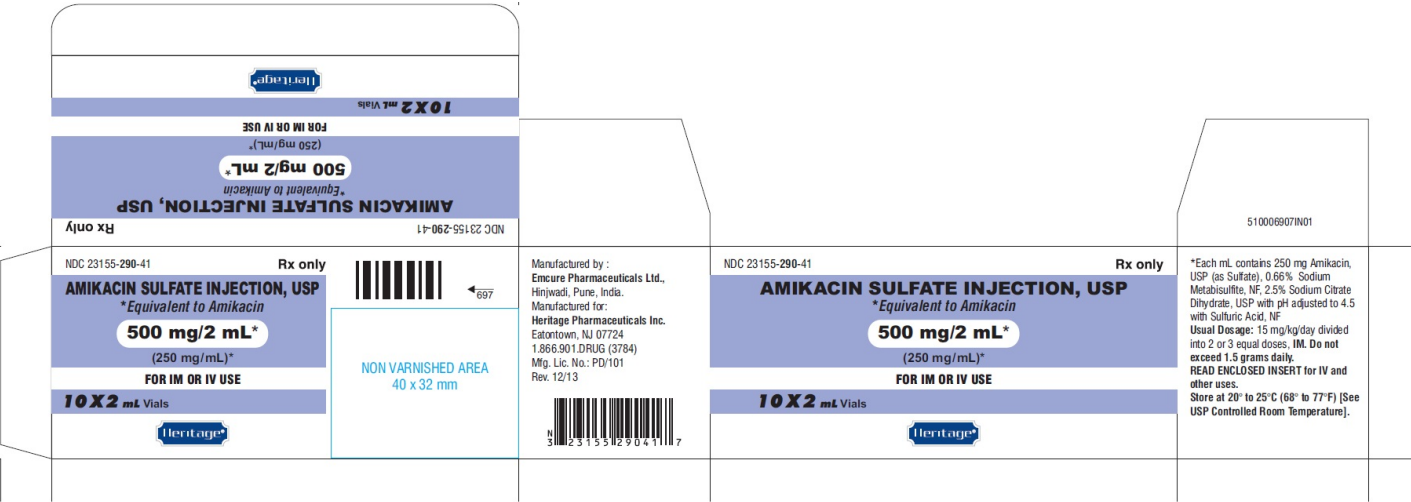 Heritage
10X2 mL Vials
FOR IM OR IV USE
(250 mg/mL)*
500 mg/2 mL*
*Equivalent to Amikacin
AMIKACIN SULFATE INJECTION, USP
NDC 23155-290-41 Rx only
NDC 23155-290-41 Rx only
AMIKACIN SULFATE INJECTION, USP
*Equivalent to Amikacin
500 mg/2 mL*
(250 mg/mL)*
FOR IM OR IV USE
10X2 mL Vials
Heritage
697
NON VARNISHED AREA
40 x 32 mm
Manufactured by :
Emcure Pharmaceuticals Ltd.,
Hinjwadi, Pune, India.
Manufactured for:
Heritage Pharmaceuticals Inc.
Eatontown, NJ 07724
1.866.901.DRUG (3784)
Mfg. Lic. No.: PD/101
Rev. 12/13
N
3 23155 29041 7
NDC 23155-290-41 Rx only
AMIKACIN SULFATE INJECTION, USP
*Equivalent to Amikacin
500 mg/2 mL*
(250 mg/mL)*
FOR IM OR IV USE
10X2 mL Vials
Heritage
510006907IN01
*Each mL contains 250 mg Amikacin,
USP (as Sulfate), 0.66% Sodium
Metabisulfite, NF, 2.5% Sodium Citrate
Dihydrate, USP with pH adjusted to 4.5
with Sulfuric Acid, NF
Usual Dosage: 15 mg/kg/day divided
into 2 or 3 equal doses, IM. Do not
exceed 1.5 grams daily.
READ ENCLOSED INSERT for IV and
other uses.
Store at 20° to 25°C (68° to 77°F) [See
USP Controlled Room Temperature].